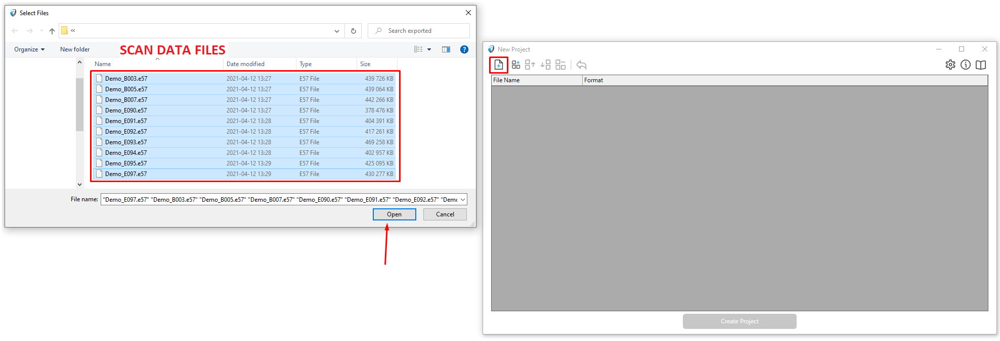 Select Files
Search exported
Organize New folder SCAN DATA FILES
Name Date modified Type Size
Demo_B003.e57 2021-04-12 13:27 E57 File 439 726 KB
Demo_B005.e57 2021-04-12 13:27 E57 File 439 064 KB
Demo_B007.e57 2021-04-12 13:27 E57 File 442 266 KB
Demo_E090.e57 2021-04-12 13:27 E57 File 378 476 KB
Demo_E091.e57 2021-04-12 13:28 E57 File 404 391 KB
Demo_E092.e57 2021-04-12 13:28 E57 File 417 261 KB
Demo_E093.e57 2021-04-12 13:28 E57 File 469 258 KB
Demo_E094.e57 2021-04-12 13:28 E57 File 402 957 KB
Demo_E095.e57 2021-04-12 13:29 E57 File 425 095 KB
Demo_E097.e57 2021-04-12 13:29 E57 File 430 277 KB
File name: "Demo_E097.e57" "Demo_B003.e57" "Demo_B005.e57" "Demo_B007.e57" "Demo_E090.e57" "Demo_E091.e57" "Demo_E092.e57" "Demo
Open Cancel
New Project
File Name Format
Create Project